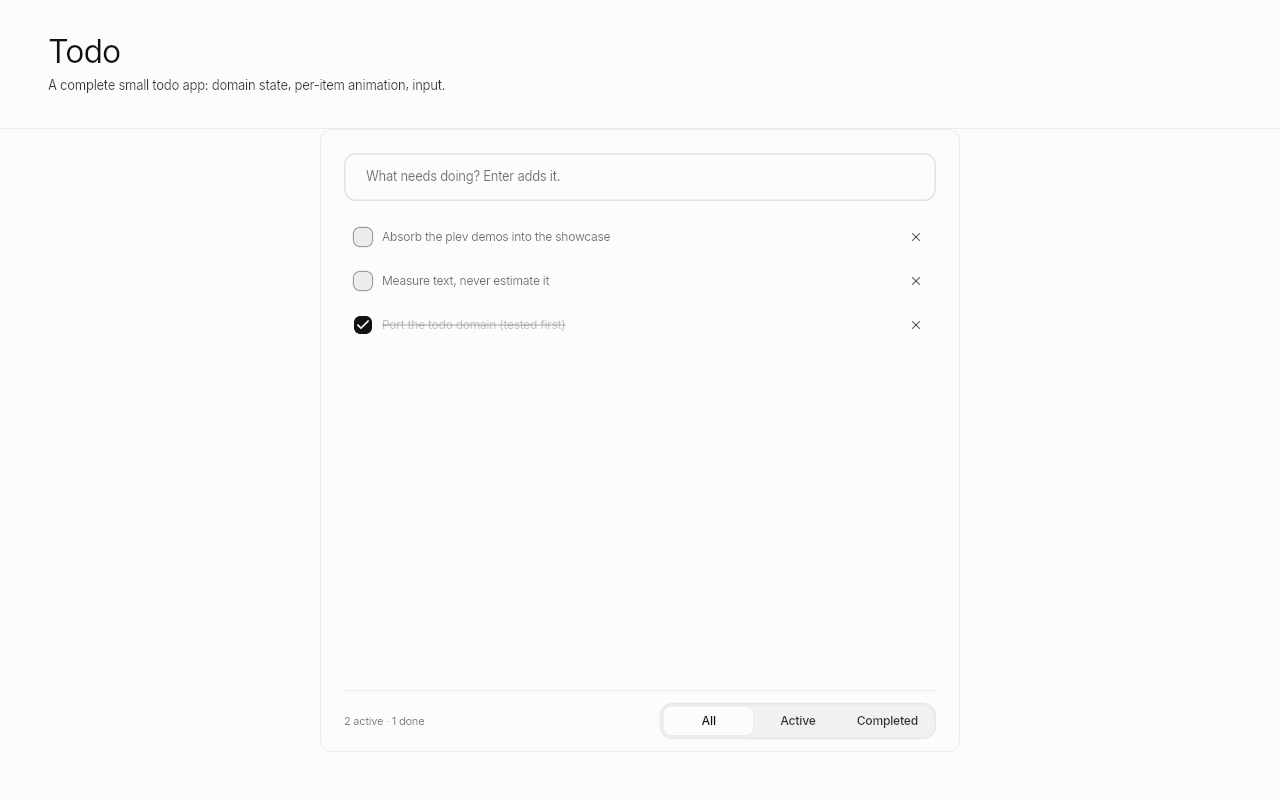 Todo
A complete small todo app: domain state, per-item animation, input.
What needs doing? Enter adds it.
Absorb the plev demos into the showcase
Measure text, never estimate it
Port the todo domain (tested first)
2 active · 1 done
All
Active
Completed